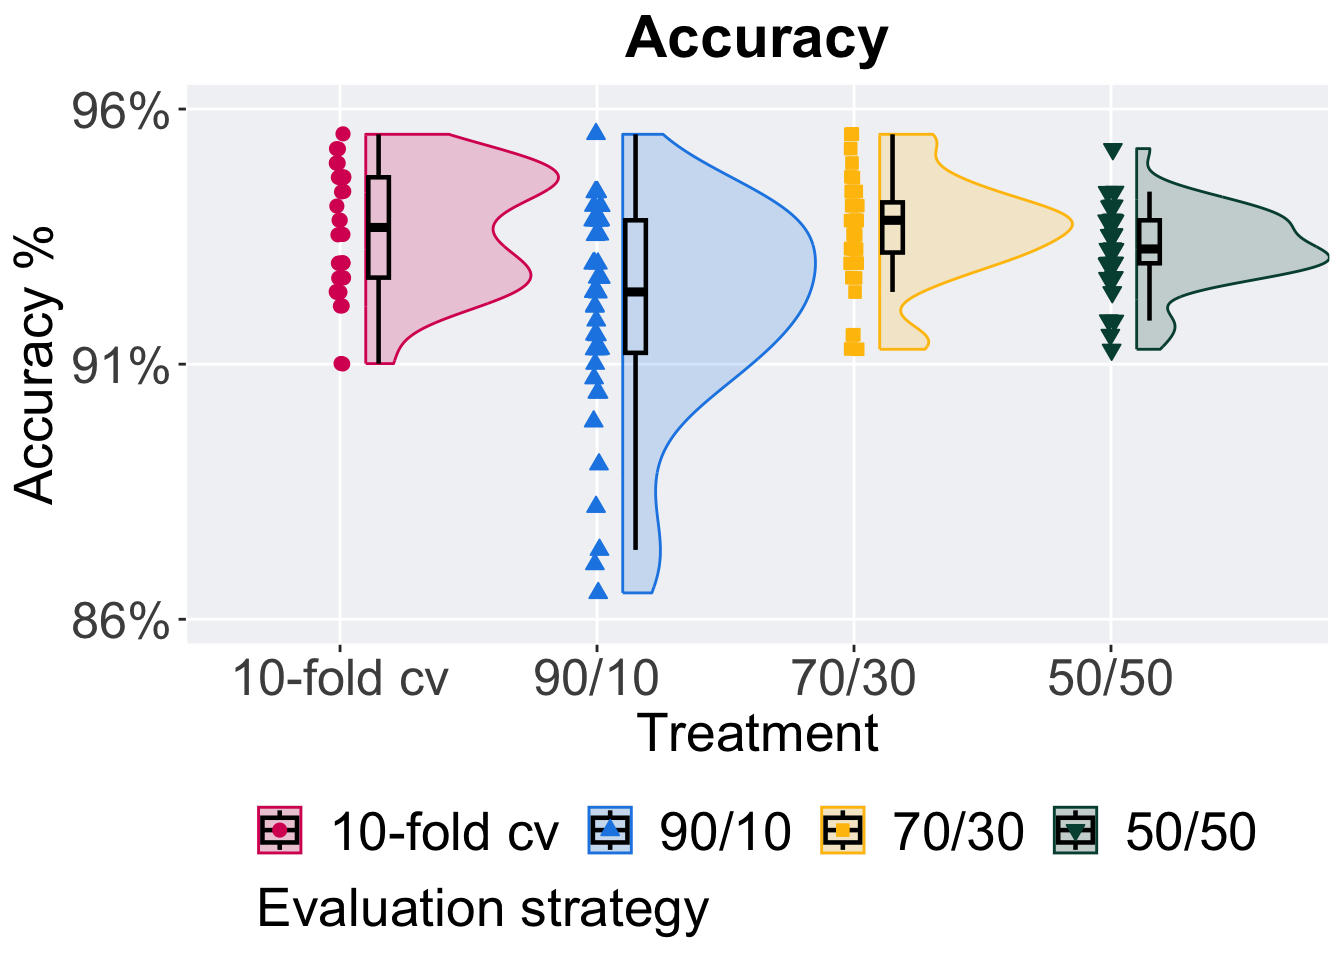 Accuracy
Accuracy %
96%
91%
86%
10-fold cv 90/10 70/30 50/50
Treatment
10-fold cv 90/10 70/30 50/50
Evaluation strategy